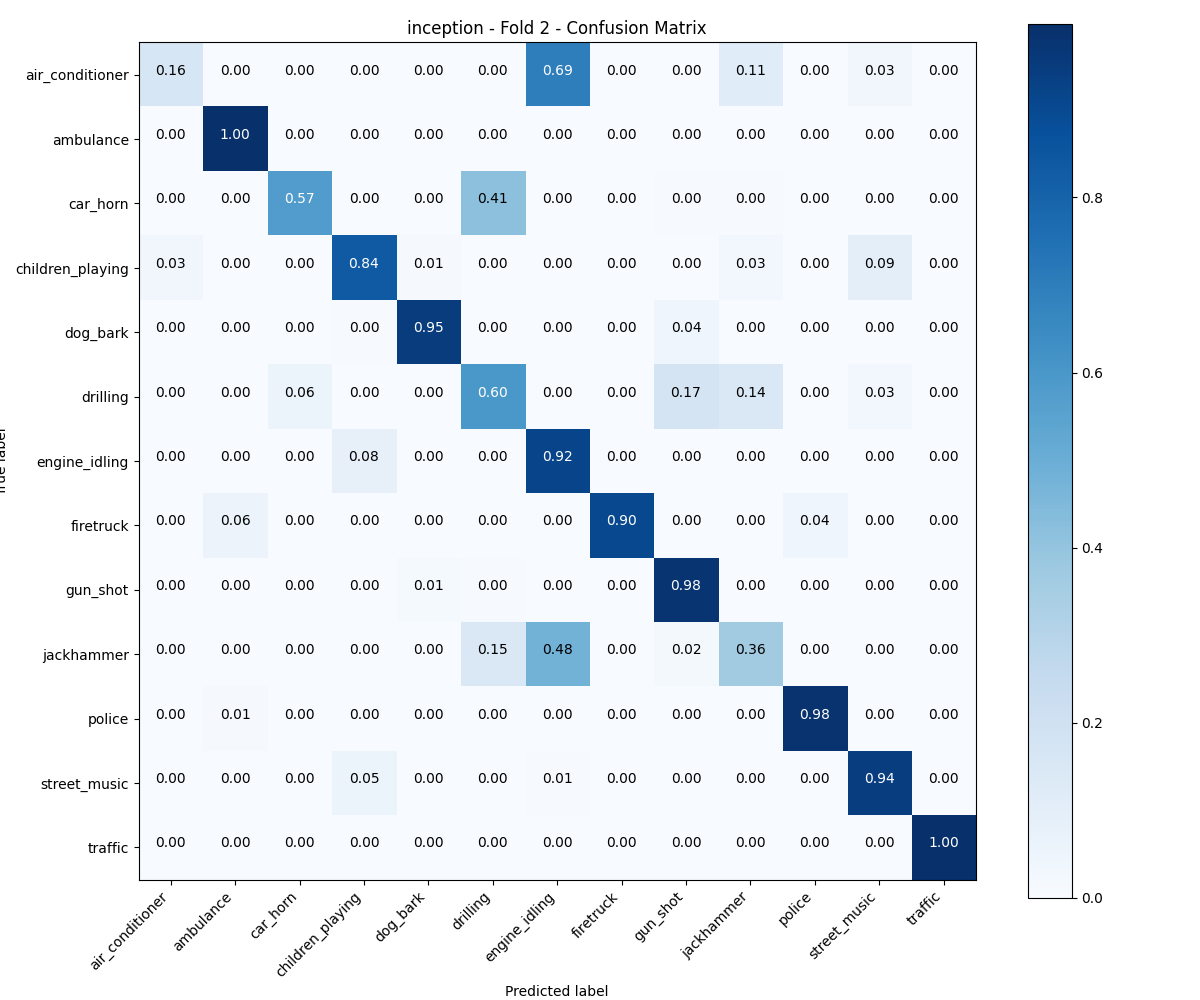 inception - Fold 2 - Confusion Matrix
air_conditioner 0.16 0.00 0.00 0.00 0.00 0.00 0.69 0.00 0.00 0.11 0.00 0.03 0.00
ambulance 0.00 1.00 0.00 0.00 0.00 0.00 0.00 0.00 0.00 0.00 0.00 0.00 0.00
car_horn 0.00 0.00 0.57 0.00 0.00 0.41 0.00 0.00 0.00 0.00 0.00 0.00 0.00
children_playing 0.03 0.00 0.00 0.84 0.01 0.00 0.00 0.00 0.00 0.03 0.00 0.09 0.00
dog_bark 0.00 0.00 0.00 0.00 0.95 0.00 0.00 0.00 0.04 0.00 0.00 0.00 0.00
drilling 0.00 0.00 0.06 0.00 0.00 0.60 0.00 0.00 0.17 0.14 0.00 0.03 0.00
engine_idling 0.00 0.00 0.00 0.08 0.00 0.00 0.92 0.00 0.00 0.00 0.00 0.00 0.00
firetruck 0.00 0.06 0.00 0.00 0.00 0.00 0.00 0.90 0.00 0.00 0.04 0.00 0.00
gun_shot 0.00 0.00 0.00 0.00 0.01 0.00 0.00 0.00 0.98 0.00 0.00 0.00 0.00
jackhammer 0.00 0.00 0.00 0.00 0.00 0.15 0.48 0.00 0.02 0.36 0.00 0.00 0.00
police 0.00 0.01 0.00 0.00 0.00 0.00 0.00 0.00 0.00 0.00 0.98 0.00 0.00
street_music 0.00 0.00 0.00 0.05 0.00 0.00 0.01 0.00 0.00 0.00 0.00 0.94 0.00
traffic 0.00 0.00 0.00 0.00 0.00 0.00 0.00 0.00 0.00 0.00 0.00 0.00 1.00
air_conditioner ambulance car_horn children_playing dog_bark drilling engine_idling firetruck gun_shot jackhammer police street_music traffic
Predicted label
0.8
0.6
0.4
0.2
0.0